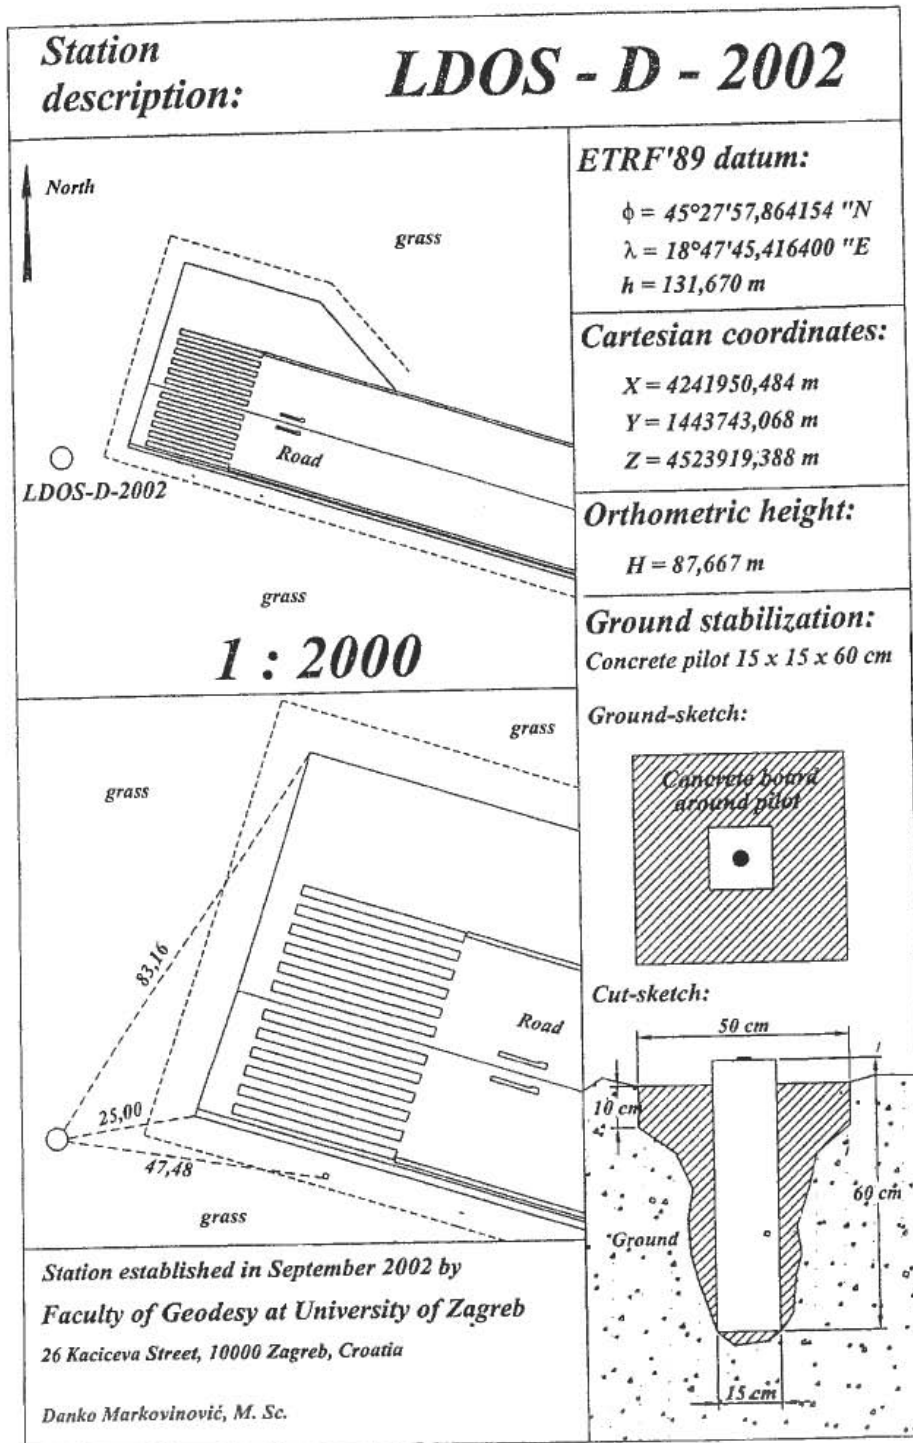 Station
description:
LDOS - D - 2002
North
grass
Road
LDOS-D-2002
grass
1 : 2000
grass
grass
83,16
Road
25,00
47,48
grass
Station established in September 2002 by
Faculty of Geodesy at University of Zagreb
26 Kaciceva Street, 10000 Zagreb, Croatia
Danko Markovinović, M. Sc.
ETRF'89 datum:
ϕ = 45°27'57,864154 "N
λ = 18°47'45,416400 "E
h = 131,670 m
Cartesian coordinates:
X = 4241950,484 m
Y = 1443743,068 m
Z = 4523919,388 m
Orthometric height:
H = 87,667 m
Ground stabilization:
Concrete pilot 15 x 15 x 60 cm
Ground-sketch:
Concrete board
around pilot
Cut-sketch:
50 cm
10 cm
60 cm
Ground
15 cm